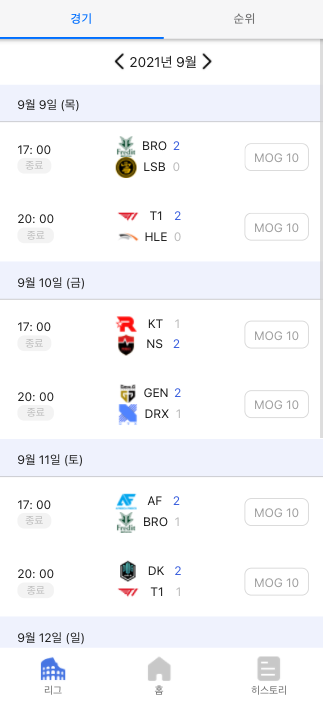 경기 순위
2021년 9월
9월 9일 (목)
17: 00 BRO 2 MOG 10
종료 LSB 0
20: 00 T1 2 MOG 10
종료 HLE 0
9월 10일 (금)
17: 00 KT 1 MOG 10
종료 NS 2
20: 00 GEN 2 MOG 10
종료 DRX 1
9월 11일 (토)
17: 00 AF 2 MOG 10
종료 BRO 1
20: 00 DK 2 MOG 10
종료 T1 1
9월 12일 (일)
리그 홈 히스토리